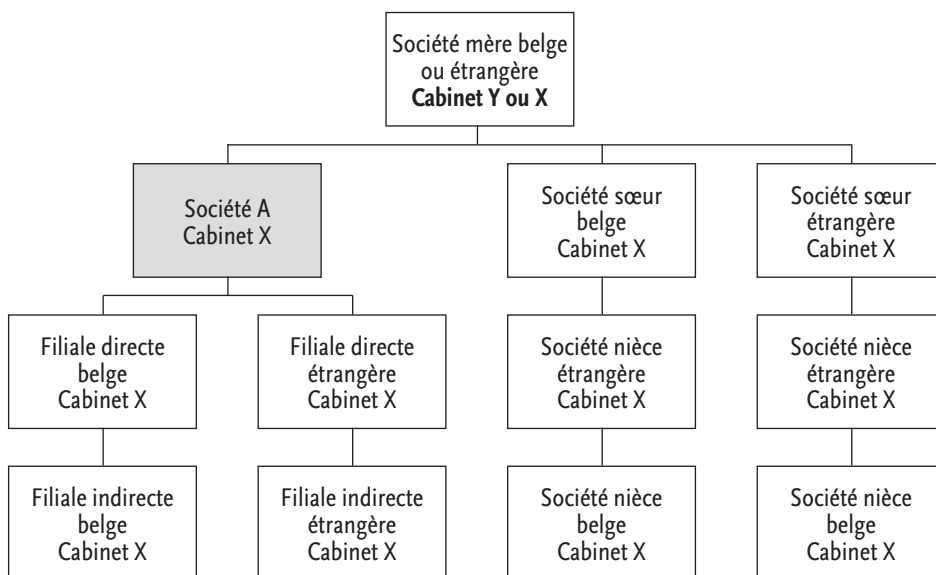 Société mère belge
ou étrangère
Cabinet Y ou X
Société A
Cabinet X
Société sœur
belge
Cabinet X
Société sœur
étrangère
Cabinet X
Filiale directe
belge
Cabinet X
Filiale directe
étrangère
Cabinet X
Société nièce
étrangère
Cabinet X
Société nièce
étrangère
Cabinet X
Filiale indirecte
belge
Cabinet X
Filiale indirecte
étrangère
Cabinet X
Société nièce
belge
Cabinet X
Société nièce
belge
Cabinet X